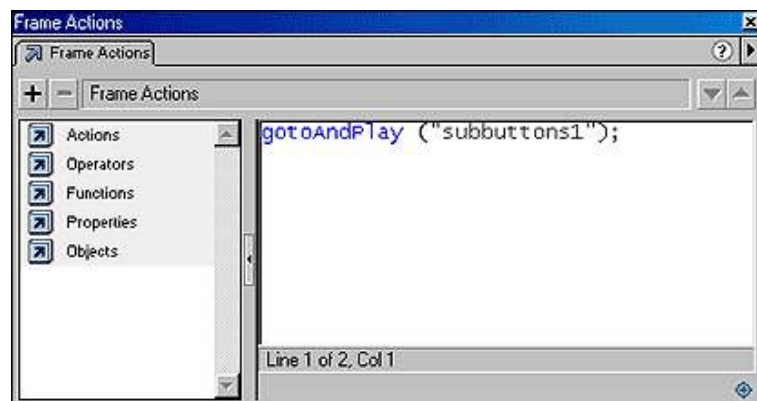 Frame Actions
Frame Actions
Frame Actions
Actions
Operators
Functions
Properties
Objects
gotoAndPlay ("subbuttons1");
Line 1 of 2, Col 1